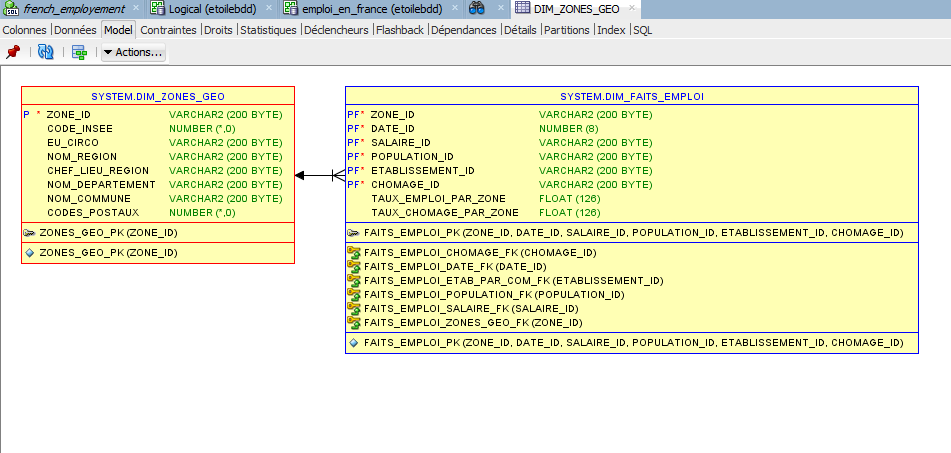 SQL french_employement Logical (etoilebdd) emploi_en_france (etoilebdd) DIM_ZONES_GEO
Colonnes Données Model Contraintes Droits Statistiques Déclencheurs Flashback Dépendances Détails Partitions Index SQL
Actions...
SYSTEM.DIM_ZONES_GEO
P * ZONE_ID VARCHAR2 (200 BYTE)
CODE_INSEE NUMBER (*,0)
EU_CIRCO VARCHAR2 (200 BYTE)
NOM_REGION VARCHAR2 (200 BYTE)
CHEF_LIEU_REGION VARCHAR2 (200 BYTE)
NOM_DEPARTEMENT VARCHAR2 (200 BYTE)
NOM_COMMUNE VARCHAR2 (200 BYTE)
CODES_POSTAUX NUMBER (*,0)
ZONES_GEO_PK (ZONE_ID)
ZONES_GEO_PK (ZONE_ID)
SYSTEM.DIM_FAITS_EMPLOI
PF* ZONE_ID VARCHAR2 (200 BYTE)
PF* DATE_ID NUMBER (8)
PF* SALAIRE_ID VARCHAR2 (200 BYTE)
PF* POPULATION_ID VARCHAR2 (200 BYTE)
PF* ETABLISSEMENT_ID VARCHAR2 (200 BYTE)
PF* CHOMAGE_ID VARCHAR2 (200 BYTE)
TAUX_EMPLOI_PAR_ZONE FLOAT (126)
TAUX_CHOMAGE_PAR_ZONE FLOAT (126)
FAITS_EMPLOI_PK (ZONE_ID, DATE_ID, SALAIRE_ID, POPULATION_ID, ETABLISSEMENT_ID, CHOMAGE_ID)
FAITS_EMPLOI_CHOMAGE_FK (CHOMAGE_ID)
FAITS_EMPLOI_DATE_FK (DATE_ID)
FAITS_EMPLOI_ETAB_PAR_COM_FK (ETABLISSEMENT_ID)
FAITS_EMPLOI_POPULATION_FK (POPULATION_ID)
FAITS_EMPLOI_SALAIRE_FK (SALAIRE_ID)
FAITS_EMPLOI_ZONES_GEO_FK (ZONE_ID)
FAITS_EMPLOI_PK (ZONE_ID, DATE_ID, SALAIRE_ID, POPULATION_ID, ETABLISSEMENT_ID, CHOMAGE_ID)